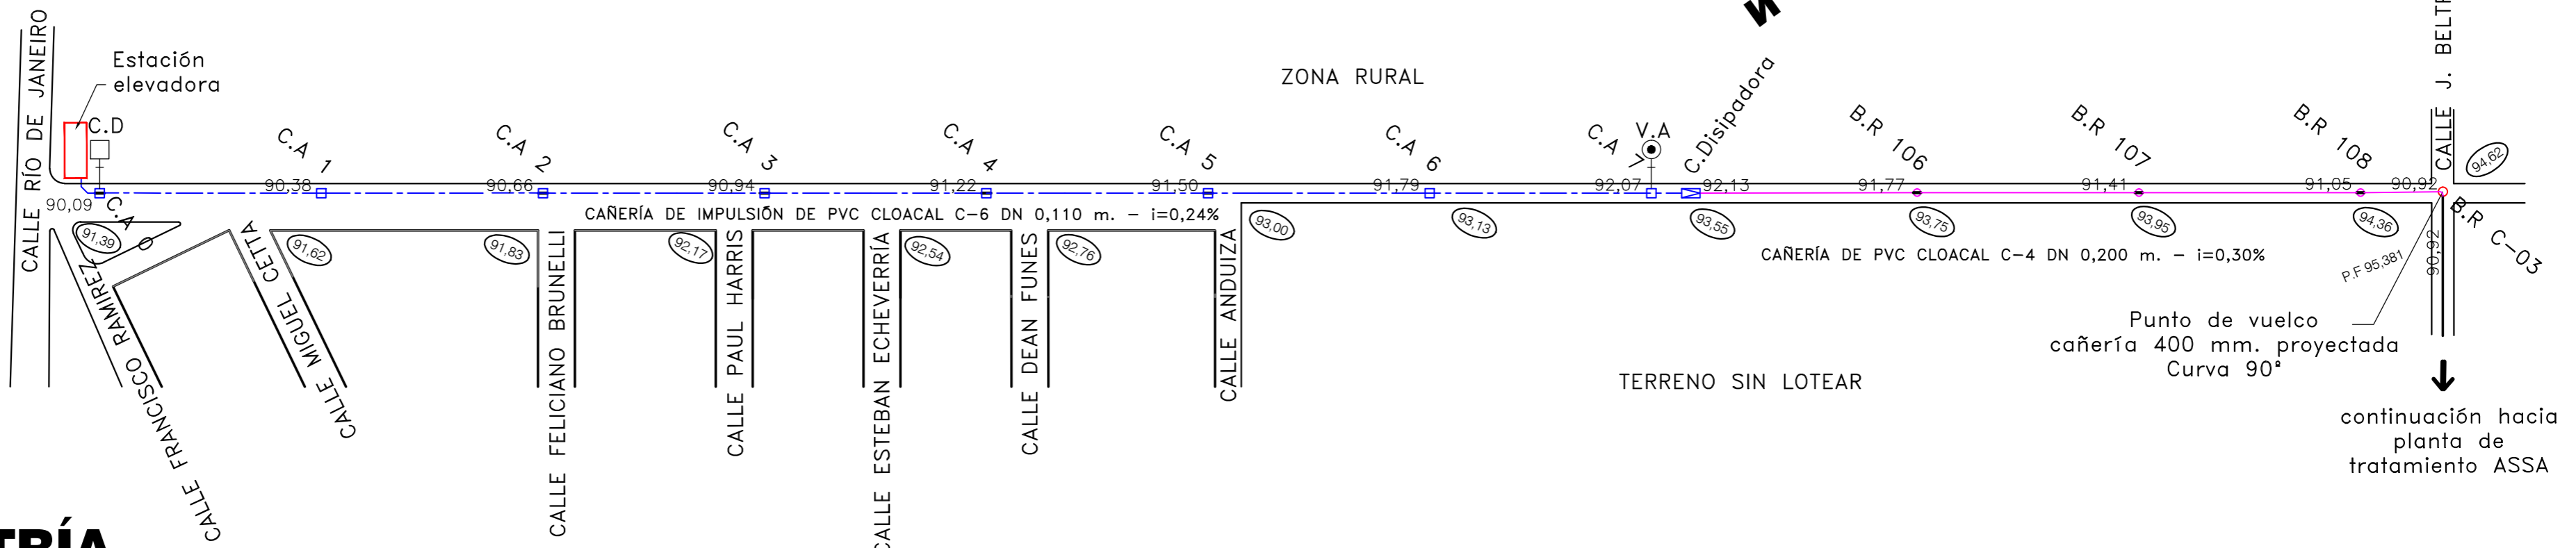 CALLE RÍO DE JANEIRO
Estación
elevadora
C.D
ZONA RURAL
C.A 1
C.A 2
C.A 3
C.A 4
C.A 5
C.A 6
C.A 7
V.A
C.Disipadora
B.R 106
B.R 107
B.R 108
CALLE J. BELTR
94,62
90,09
C.A 0
90,38
90,66
90,94
91,22
91,50
91,79
92,07
92,13
91,77
91,41
91,05
90,92
B.R C-03
CAÑERÍA DE IMPULSIÓN DE PVC CLOACAL C-6 DN 0,110 m. - i=0,24%
91,39
91,62
91,83
92,17
92,54
92,76
93,00
93,13
93,55
93,75
93,95
94,36
CAÑERÍA DE PVC CLOACAL C-4 DN 0,200 m. - i=0,30%
P.F 95,381
90,92
CALLE FRANCISCO RAMIREZ
CALLE MIGUEL CETTA
CALLE FELICIANO BRUNELLI
CALLE PAUL HARRIS
CALLE ESTEBAN ECHEVERRÍA
CALLE DEAN FUNES
CALLE ANDUIZA
Punto de vuelco
cañería 400 mm. proyectada
Curva 90°
TERRENO SIN LOTEAR
continuación hacia
planta de
tratamiento ASSA
TRÍA